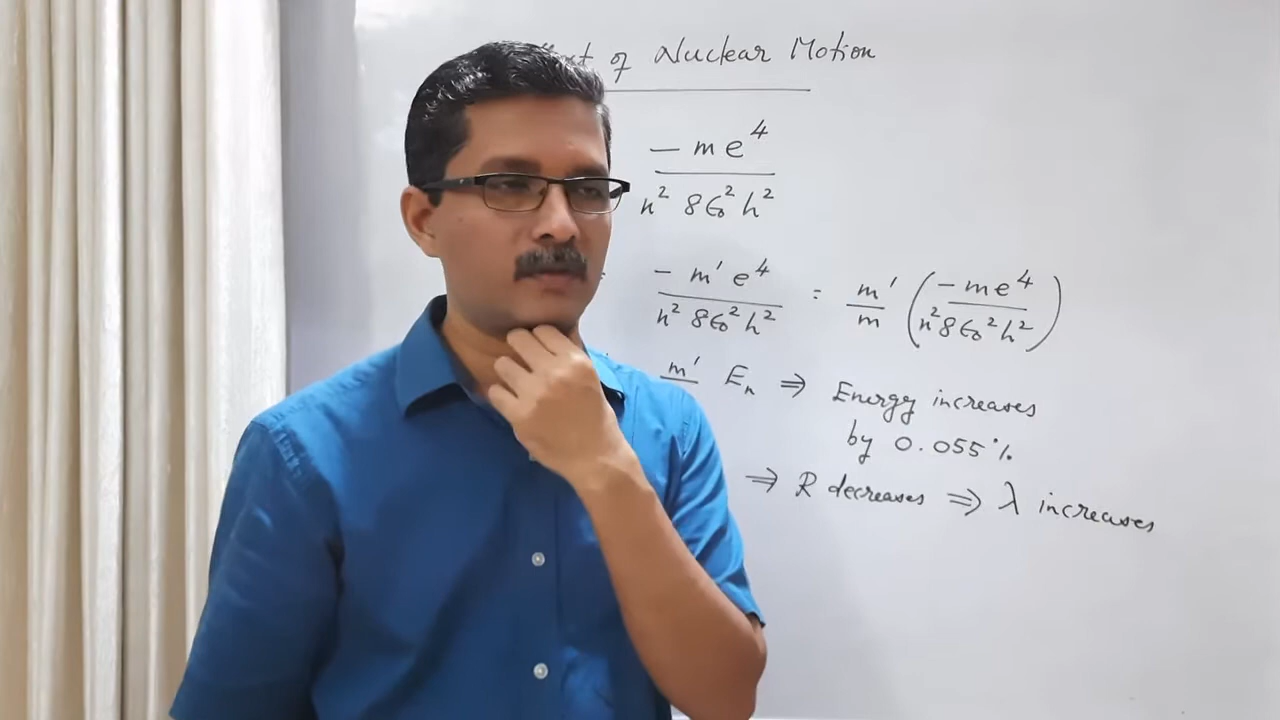 of Nuclear Motion
- me⁴
n² 8ε₀² h²
- m' e⁴
n² 8ε₀² h²
= m'/m ( - me⁴ / n² 8ε₀² h² )
m' Eₙ ⇒ Energy increases
by 0.055%
⇒ R decreases ⇒ λ increases